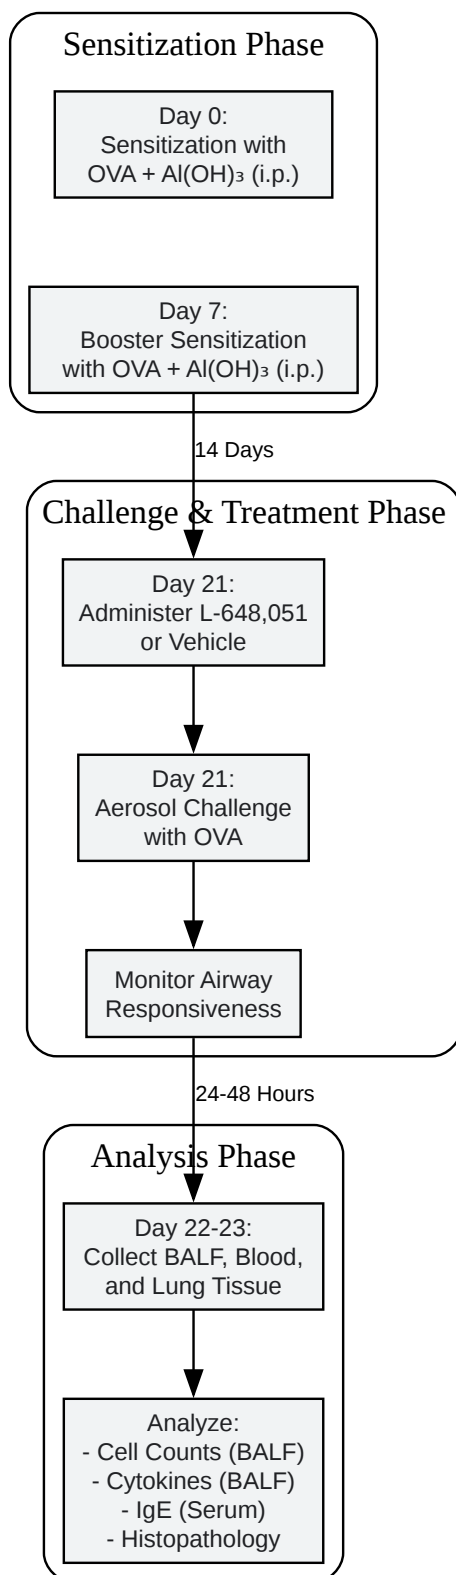 Sensitization Phase
Day 0:
Sensitization with
OVA + Al(OH)₃ (i.p.)
Day 7:
Booster Sensitization
with OVA + Al(OH)₃ (i.p.)
14 Days
Challenge & Treatment Phase
Day 21:
Administer L-648,051
or Vehicle
Day 21:
Aerosol Challenge
with OVA
Monitor Airway
Responsiveness
24-48 Hours
Analysis Phase
Day 22-23:
Collect BALF, Blood,
and Lung Tissue
Analyze:
- Cell Counts (BALF)
- Cytokines (BALF)
- IgE (Serum)
- Histopathology